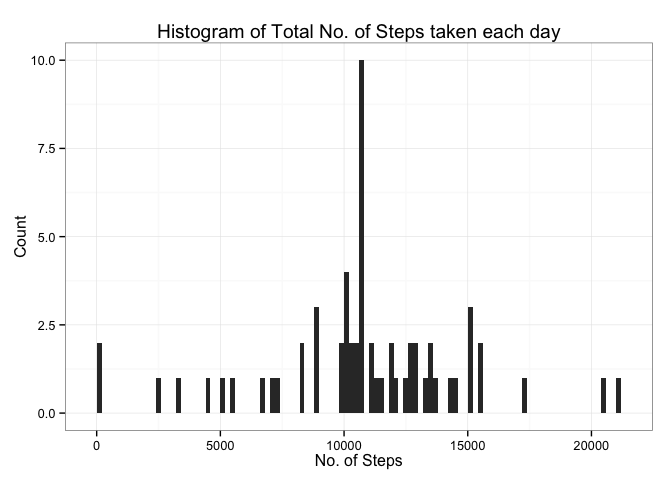 Histogram of Total No. of Steps taken each day
10.0
7.5
5.0
2.5
0.0
Count
0 5000 10000 15000 20000
No. of Steps